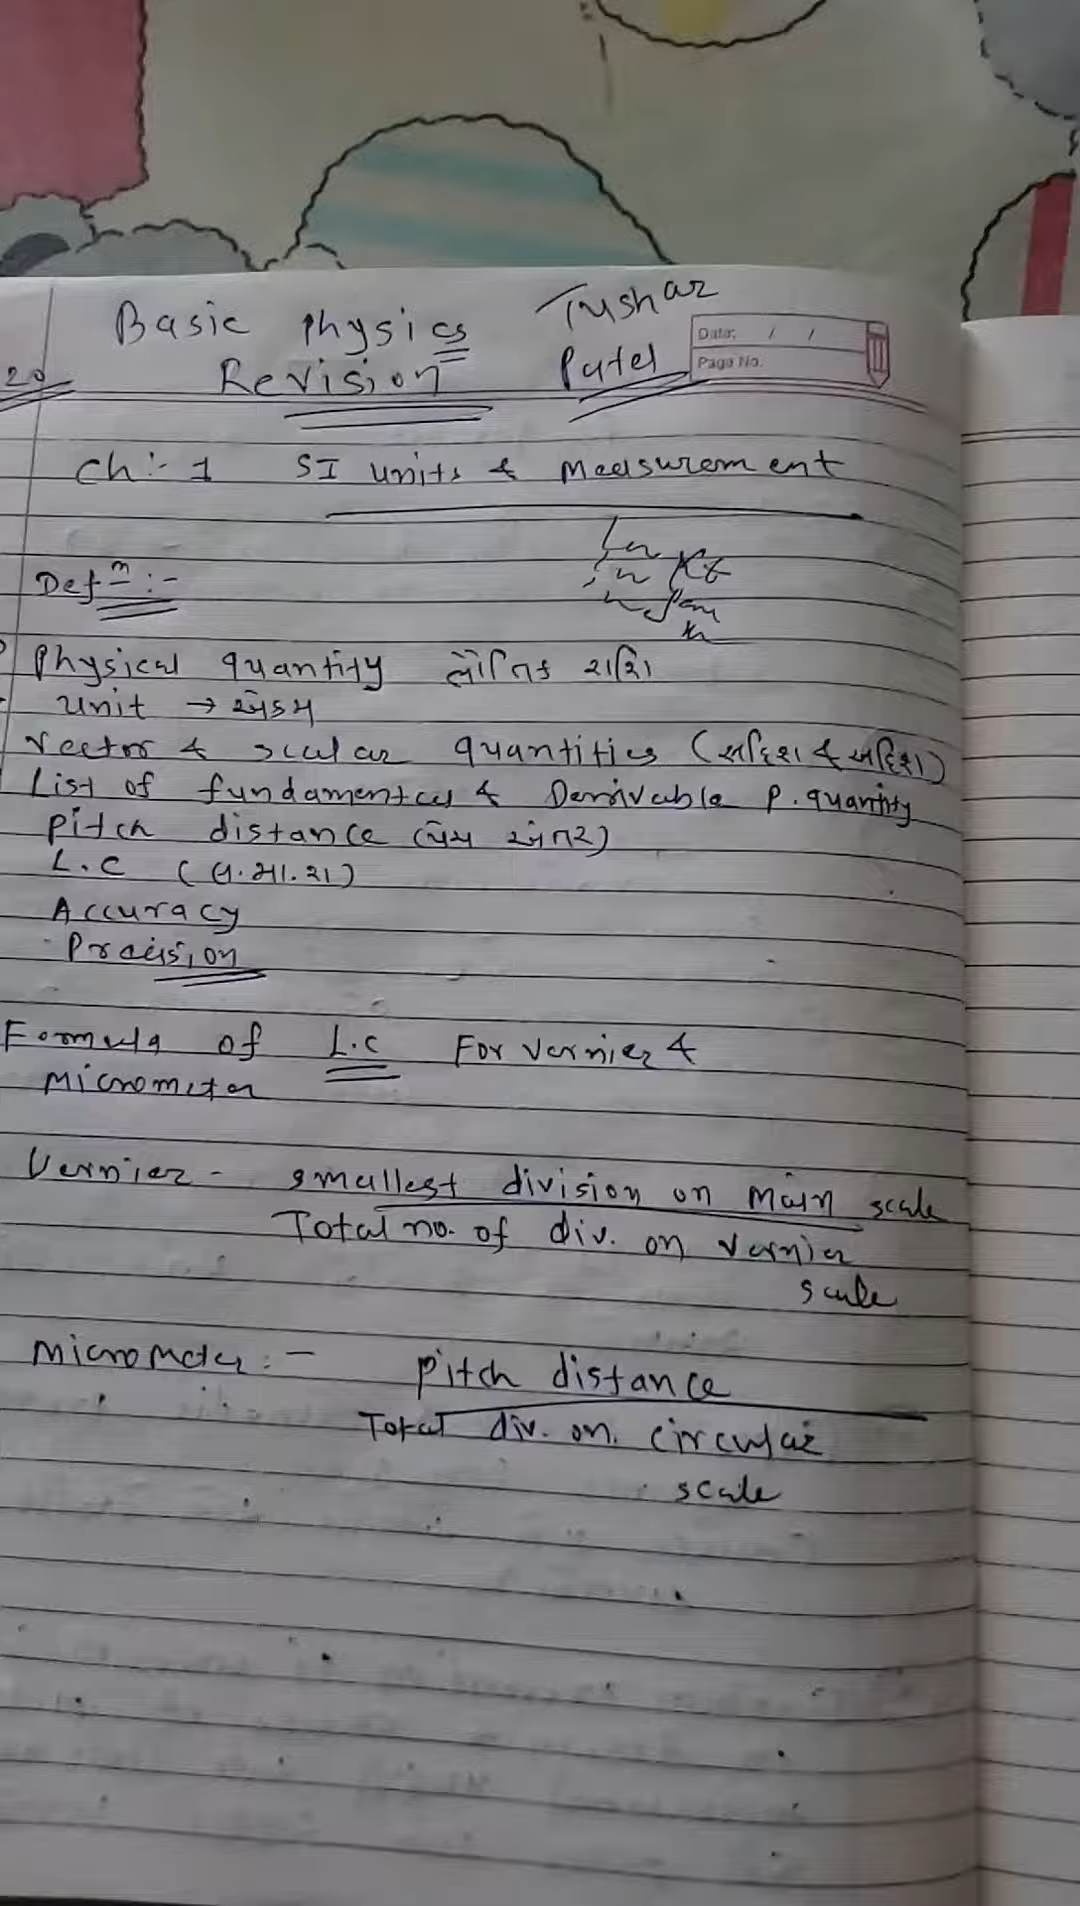 Basic Physics Tushar
Revision Patel
Date: / /
Page No.
20
Ch:- 1 SI units & Measurement
Defn :-
Physical quantity ભૌતિક રાશિ
unit → એકમ
Vector & scalar quantities (સદિશ & અદિશ)
List of fundamental & Derivable P. quantity
Pitch distance (પેચ અંતર)
L.C (લ.મા.શ)
Accuracy
Precision
Formula of L.C For Vernier &
Micrometer
Vernier - smallest division on Main scale
Total no. of div. on Vernier
scale
Micrometer :- Pitch distance
Total div. on. circular
scale